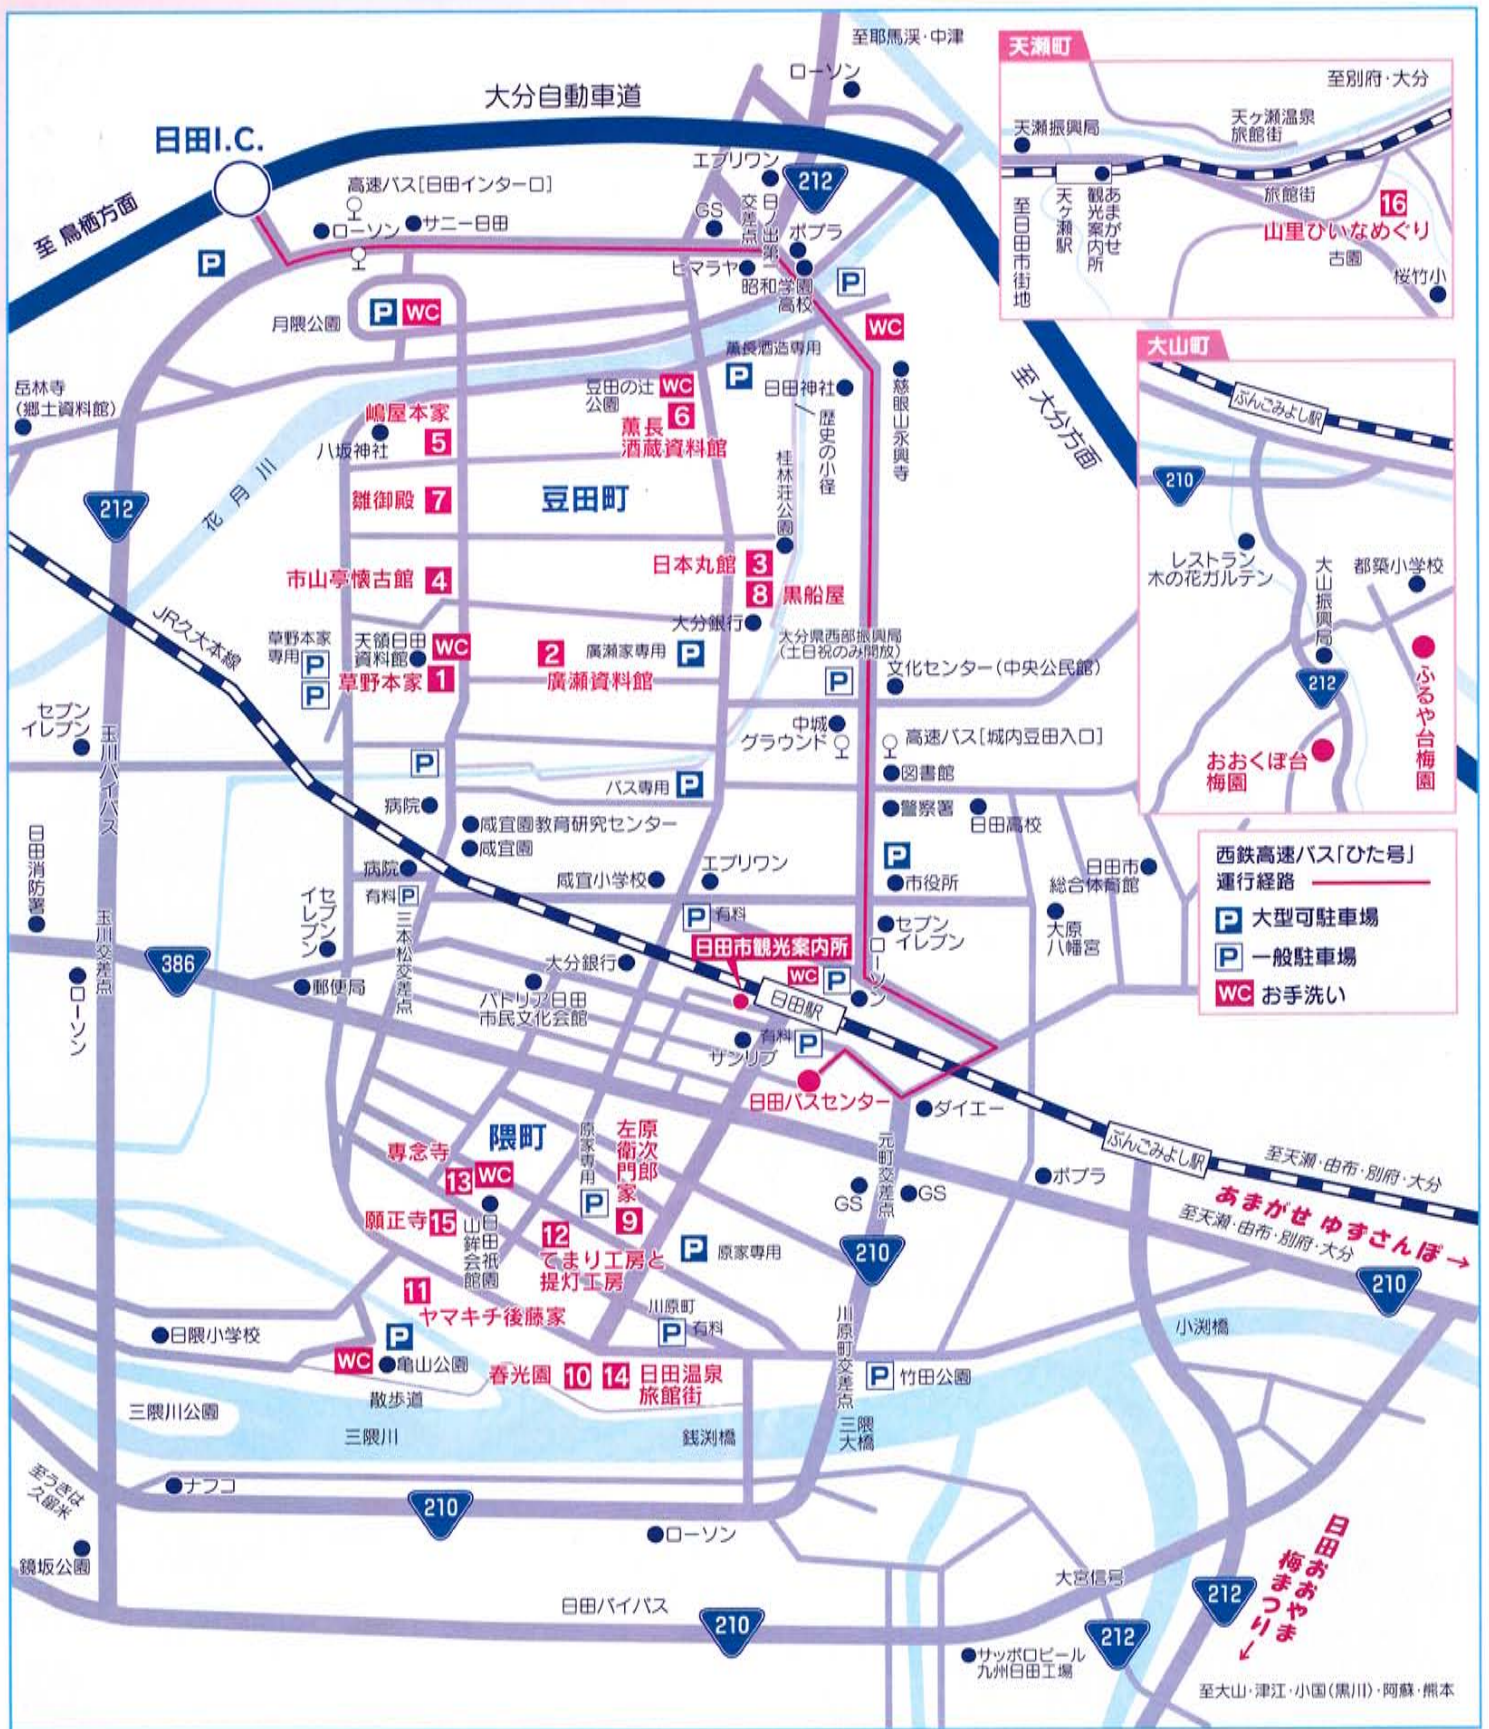 至耶馬渓・中津
ローソン
大分自動車道
日田I.C.
エブリワン
212
高速バス[日田インター口]
至 鳥栖方面
ローソン
サニー日田
GS
日ノ出第一
交差点
ポプラ
P
ヒマラヤ
昭和学園
高校
P
月隈公園
P
WC
WC
薫長酒造専用
P
岳林寺
(郷土資料館)
豆田の辻
公園
WC
日田神社
慈眼山永興寺
至 大分方面
嶋屋本家
5
八坂神社
薫長
6
酒蔵資料館
歴史の小径
桂林荘公園
花月川
雛御殿
7
豆田町
212
日本丸館
3
市山亭懐古館
4
8
黒船屋
大分銀行
JR久大本線
草野本家
専用
P
P
天領日田
資料館
WC
草野本家
1
2
廣瀬家専用
P
廣瀬資料館
大分県西部振興局
(土日祝のみ開放)
P
文化センター(中央公民館)
セブン
イレブン
中城
グラウンド
高速バス[城内豆田入口]
玉川バイパス
P
図書館
バス専用
P
病院
警察署
日田高校
咸宜園教育研究センター
咸宜園
日田消防署
病院
エブリワン
P
日田市
総合体育館
咸宜小学校
市役所
有料
P
セブン
イレブン
P
有料
セブン
イレブン
大原
八幡宮
玉川交差点
三本松交差点
日田市観光案内所
ローソン
386
大分銀行
WC
P
郵便局
パトリア日田
市民文化会館
日田駅
ローソン
有料
P
サンリブ
日田バスセンター
ダイエー
隈町
原家専用
P
原次郎
左衛門
家
9
元町交差点
ぶんごみよし駅
至天瀬・由布・別府・大分
専念寺
13
WC
ポプラ
GS
GS
あまがせ ゆずさんぽ→
至天瀬・由布・別府・大分
願正寺
15
日田祇園
山鉾会館
12
てまり工房と
提灯工房
P
原家専用
210
210
11
ヤマキチ後藤家
川原町
P
有料
川原町交差点
小渕橋
日隈小学校
P
WC
亀山公園
春光園
10
14
日田温泉
旅館街
P
竹田公園
散歩道
三隈川公園
三隈川
銭渕橋
三隈
大橋
至うきは
久留米
ナフコ
210
ローソン
鏡坂公園
日田バイパス
210
大宮信号
212
212
日田おおやま
梅まつり↓
サッポロビール
九州日田工場
至大山・津江・小国(黒川)・阿蘇・熊本
天瀬町
至別府・大分
天瀬振興局
天ヶ瀬温泉
旅館街
至日田市街地
天ヶ瀬駅
あまがせ
観光案内所
旅館街
16
山里ひいなめぐり
古園
桜竹小
大山町
ぶんごみよし駅
210
レストラン
木の花ガルテン
大山振興局
都築小学校
212
ふるや台梅園
おおくぼ台
梅園
西鉄高速バス「ひた号」
運行経路
P 大型可駐車場
P 一般駐車場
WC お手洗い